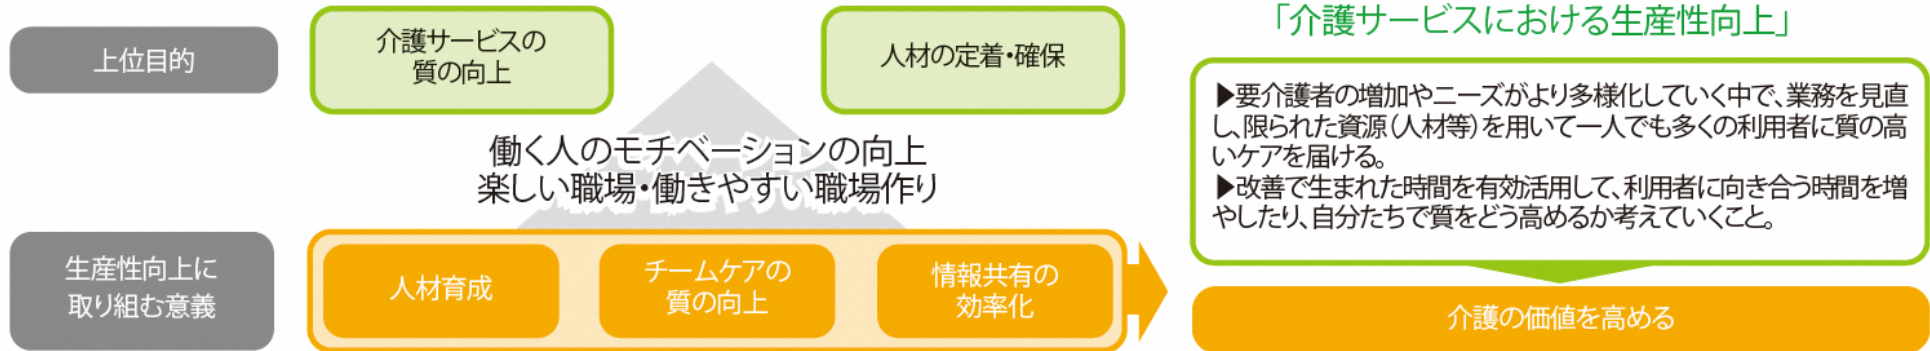 上位目的
介護サービスの
質の向上
人材の定着・確保
働く人のモチベーションの向上
楽しい職場・働きやすい職場作り
生産性向上に
取り組む意義
人材育成
チームケアの
質の向上
情報共有の
効率化
「介護サービスにおける生産性向上」
▶要介護者の増加やニーズがより多様化していく中で、業務を見直
し、限られた資源(人材等)を用いて一人でも多くの利用者に質の高
いケアを届ける。
▶改善で生まれた時間を有効活用して、利用者に向き合う時間を増
やしたり、自分たちで質をどう高めるか考えていくこと。
介護の価値を高める